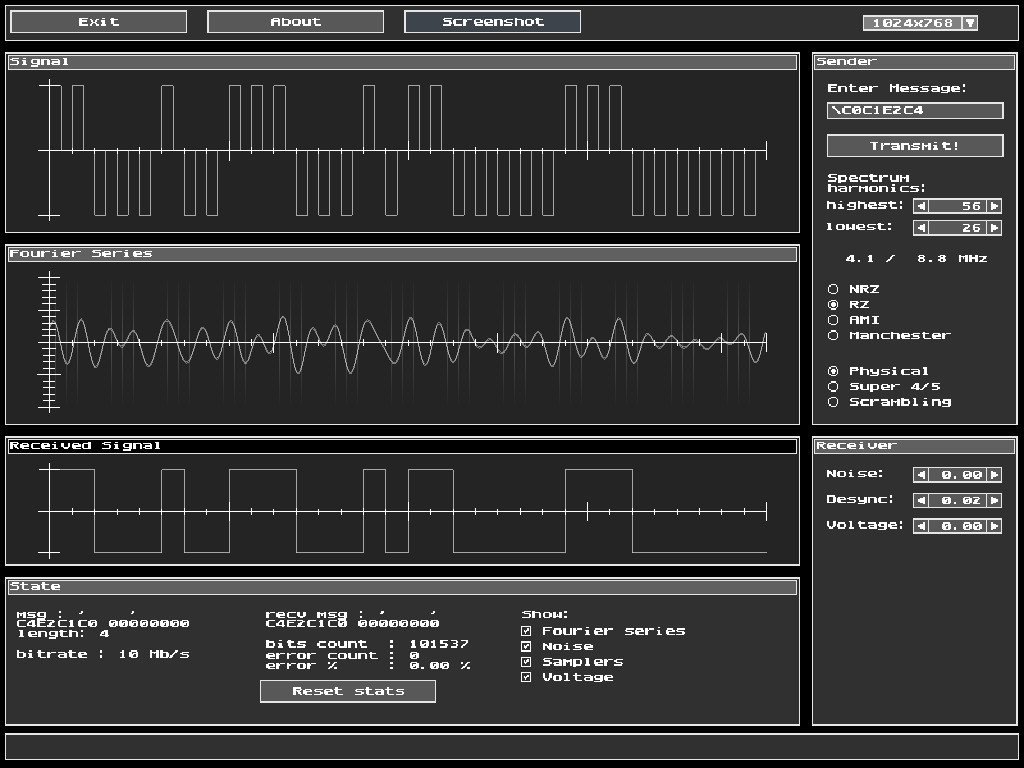 Exit
About
Screenshot
1024x768
Signal
Sender
Enter Message:
\C0C1E2C4
Transmit!
Spectrum
harmonics:
highest: 56
lowest: 26
4.1 / 8.8 MHz
NRZ
RZ
AMI
Manchester
Physical
Super 4/5
Scrambling
Fourier Series
Received Signal
Receiver
Noise: 0.00
Desync: 0.02
Voltage: 0.00
State
msg : ' '
C4E2C1C0 00000000
length: 4
bitrate : 10 Mb/s
recv msg : ' '
C4E2C1C0 00000000
bits count : 101537
error count : 0
error % : 0.00 %
Reset stats
Show:
Fourier series
Noise
Samplers
Voltage